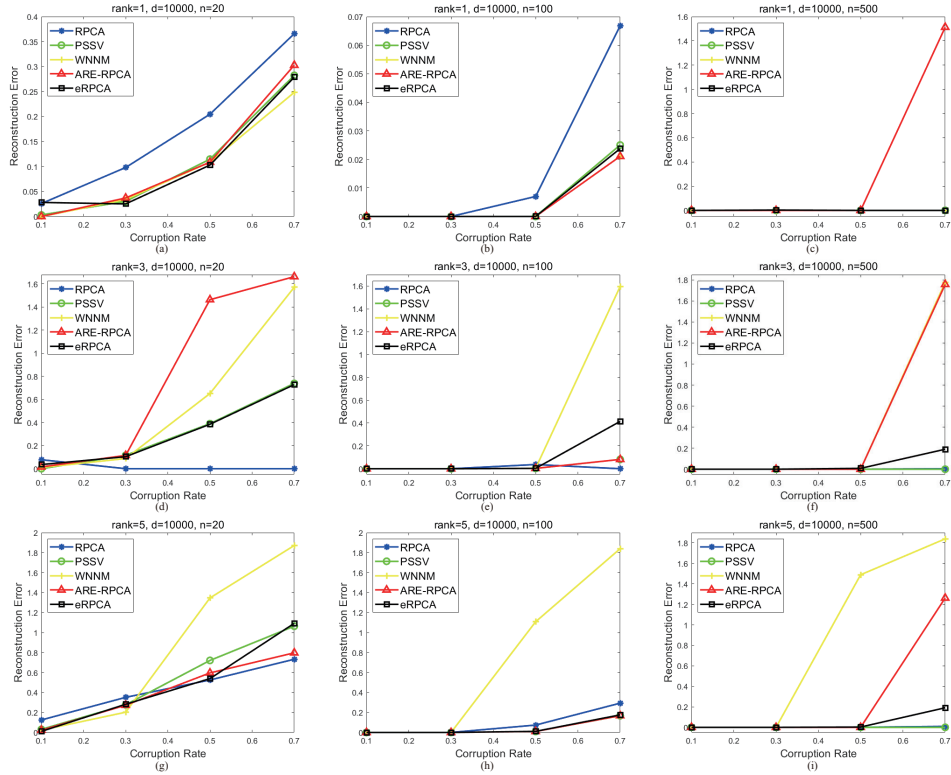 rank=1, d=10000, n=20
Reconstruction Error
0.4
0.35
0.3
0.25
0.2
0.15
0.1
0.05
0
RPCA
PSSV
WNNM
ARE-RPCA
eRPCA
0.1 0.2 0.3 0.4 0.5 0.6 0.7
Corruption Rate
(a)
rank=1, d=10000, n=100
Reconstruction Error
0.07
0.06
0.05
0.04
0.03
0.02
0.01
0
RPCA
PSSV
WNNM
ARE-RPCA
eRPCA
0.1 0.2 0.3 0.4 0.5 0.6 0.7
Corruption Rate
(b)
rank=1, d=10000, n=500
Reconstruction Error
1.6
1.4
1.2
1
0.8
0.6
0.4
0.2
0
RPCA
PSSV
WNNM
ARE-RPCA
eRPCA
0.1 0.2 0.3 0.4 0.5 0.6 0.7
Corruption Rate
(c)
rank=3, d=10000, n=20
Reconstruction Error
1.6
1.4
1.2
1
0.8
0.6
0.4
0.2
0
RPCA
PSSV
WNNM
ARE-RPCA
eRPCA
0.1 0.2 0.3 0.4 0.5 0.6 0.7
Corruption Rate
(d)
rank=3, d=10000, n=100
Reconstruction Error
1.6
1.4
1.2
1
0.8
0.6
0.4
0.2
0
RPCA
PSSV
WNNM
ARE-RPCA
eRPCA
0.1 0.2 0.3 0.4 0.5 0.6 0.7
Corruption Rate
(e)
rank=3, d=10000, n=500
Reconstruction Error
1.8
1.6
1.4
1.2
1
0.8
0.6
0.4
0.2
0
RPCA
PSSV
WNNM
ARE-RPCA
eRPCA
0.1 0.2 0.3 0.4 0.5 0.6 0.7
Corruption Rate
(f)
rank=5, d=10000, n=20
Reconstruction Error
2
1.8
1.6
1.4
1.2
1
0.8
0.6
0.4
0.2
0
RPCA
PSSV
WNNM
ARE-RPCA
eRPCA
0.1 0.2 0.3 0.4 0.5 0.6 0.7
Corruption Rate
(g)
rank=5, d=10000, n=100
Reconstruction Error
2
1.8
1.6
1.4
1.2
1
0.8
0.6
0.4
0.2
0
RPCA
PSSV
WNNM
ARE-RPCA
eRPCA
0.1 0.2 0.3 0.4 0.5 0.6 0.7
Corruption Rate
(h)
rank=5, d=10000, n=500
Reconstruction Error
1.8
1.6
1.4
1.2
1
0.8
0.6
0.4
0.2
0
RPCA
PSSV
WNNM
ARE-RPCA
eRPCA
0.1 0.2 0.3 0.4 0.5 0.6 0.7
Corruption Rate
(i)